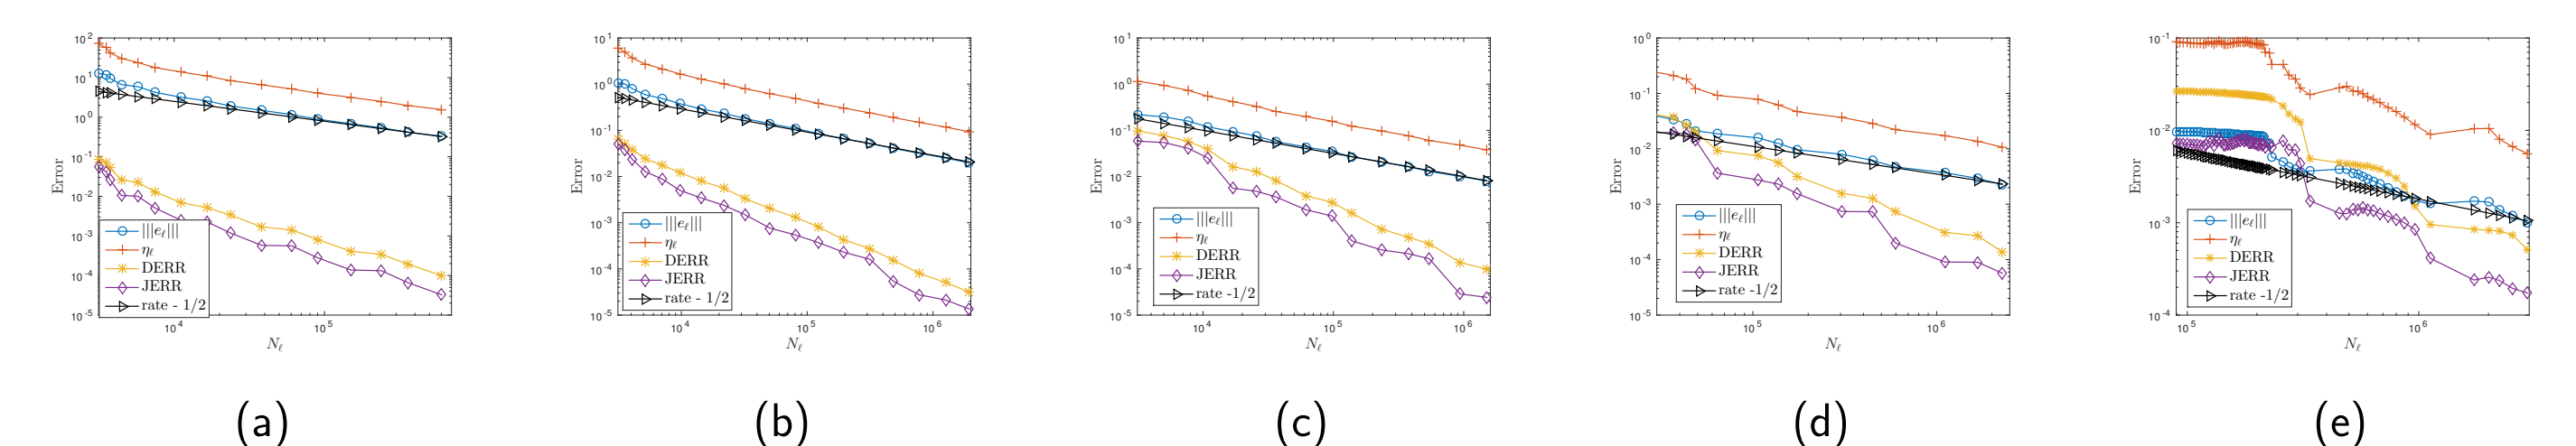 10^2
10^1
10^0
10^-1
10^-2
10^-3
10^-4
10^-5
Error
|||e_ℓ|||
η_ℓ
DERR
JERR
rate - 1/2
10^4
10^5
N_ℓ
(a)
10^1
10^0
10^-1
10^-2
10^-3
10^-4
10^-5
Error
|||e_ℓ|||
η_ℓ
DERR
JERR
rate - 1/2
10^4
10^5
10^6
N_ℓ
(b)
10^1
10^0
10^-1
10^-2
10^-3
10^-4
10^-5
Error
|||e_ℓ|||
η_ℓ
DERR
JERR
rate -1/2
10^4
10^5
10^6
N_ℓ
(c)
10^0
10^-1
10^-2
10^-3
10^-4
10^-5
Error
|||e_ℓ|||
η_ℓ
DERR
JERR
rate -1/2
10^5
10^6
N_ℓ
(d)
10^-1
10^-2
10^-3
10^-4
Error
|||e_ℓ|||
η_ℓ
DERR
JERR
rate -1/2
10^5
10^6
N_ℓ
(e)